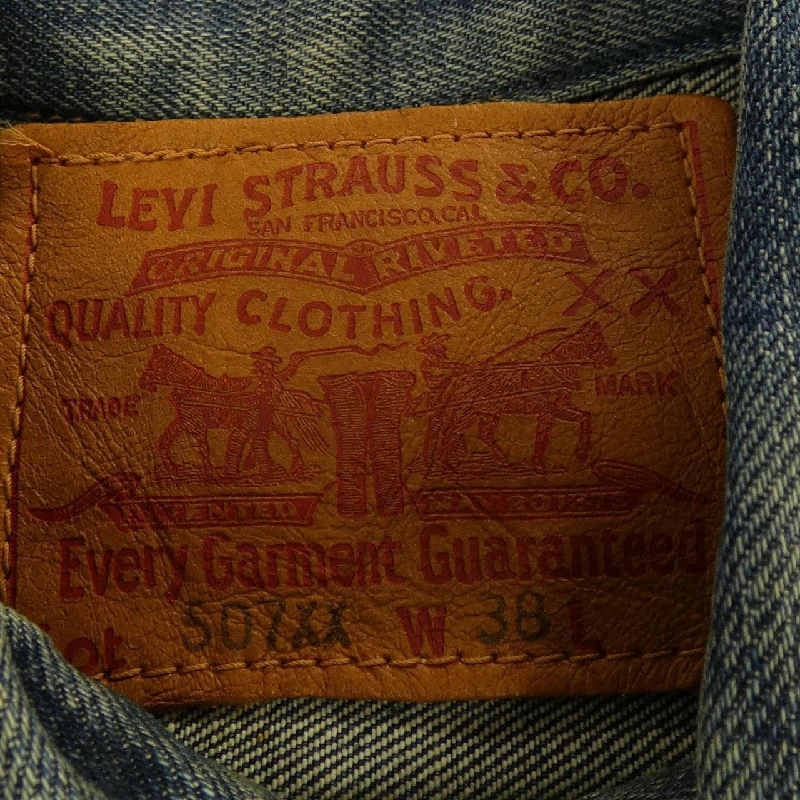 LEVI STRAUSS & CO.
SAN FRANCISCO, CAL.
ORIGINAL RIVETED
QUALITY CLOTHING. XX
TRADE MARK
PATENTED MAY 20 1873
Every Garment Guaranteed
Lot 507XX W 38 L